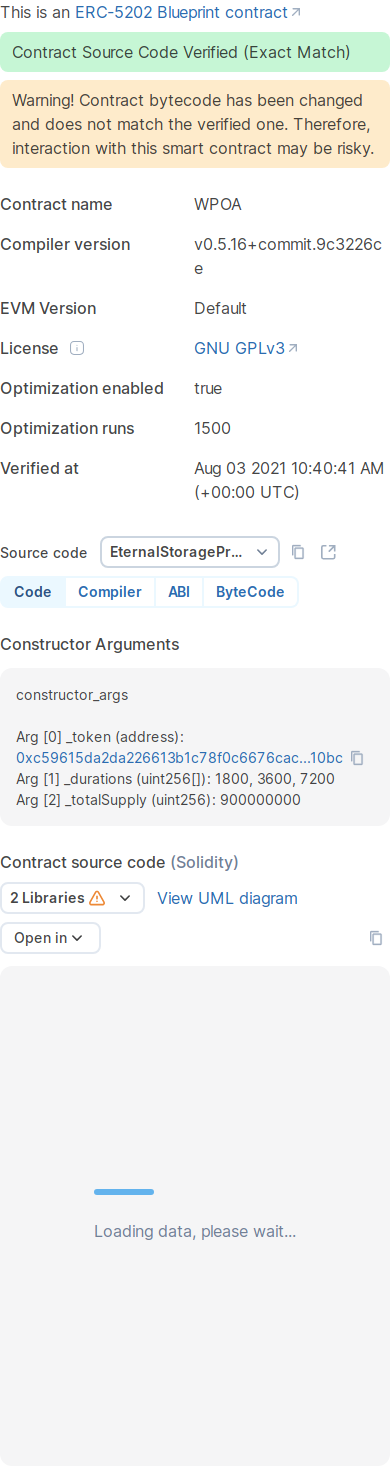 This is an ERC-5202 Blueprint contract
Contract Source Code Verified (Exact Match)
Warning! Contract bytecode has been changed
and does not match the verified one. Therefore,
interaction with this smart contract may be risky.
Contract name WPOA
Compiler version v0.5.16+commit.9c3226c
e
EVM Version Default
License GNU GPLv3
Optimization enabled true
Optimization runs 1500
Verified at Aug 03 2021 10:40:41 AM
(+00:00 UTC)
Source code EternalStoragePr...
Code Compiler ABI ByteCode
Constructor Arguments
constructor_args
Arg [0] _token (address):
0xc59615da2da226613b1c78f0c6676cac...10bc
Arg [1] _durations (uint256[]): 1800, 3600, 7200
Arg [2] _totalSupply (uint256): 900000000
Contract source code (Solidity)
2 Libraries View UML diagram
Open in
Loading data, please wait...